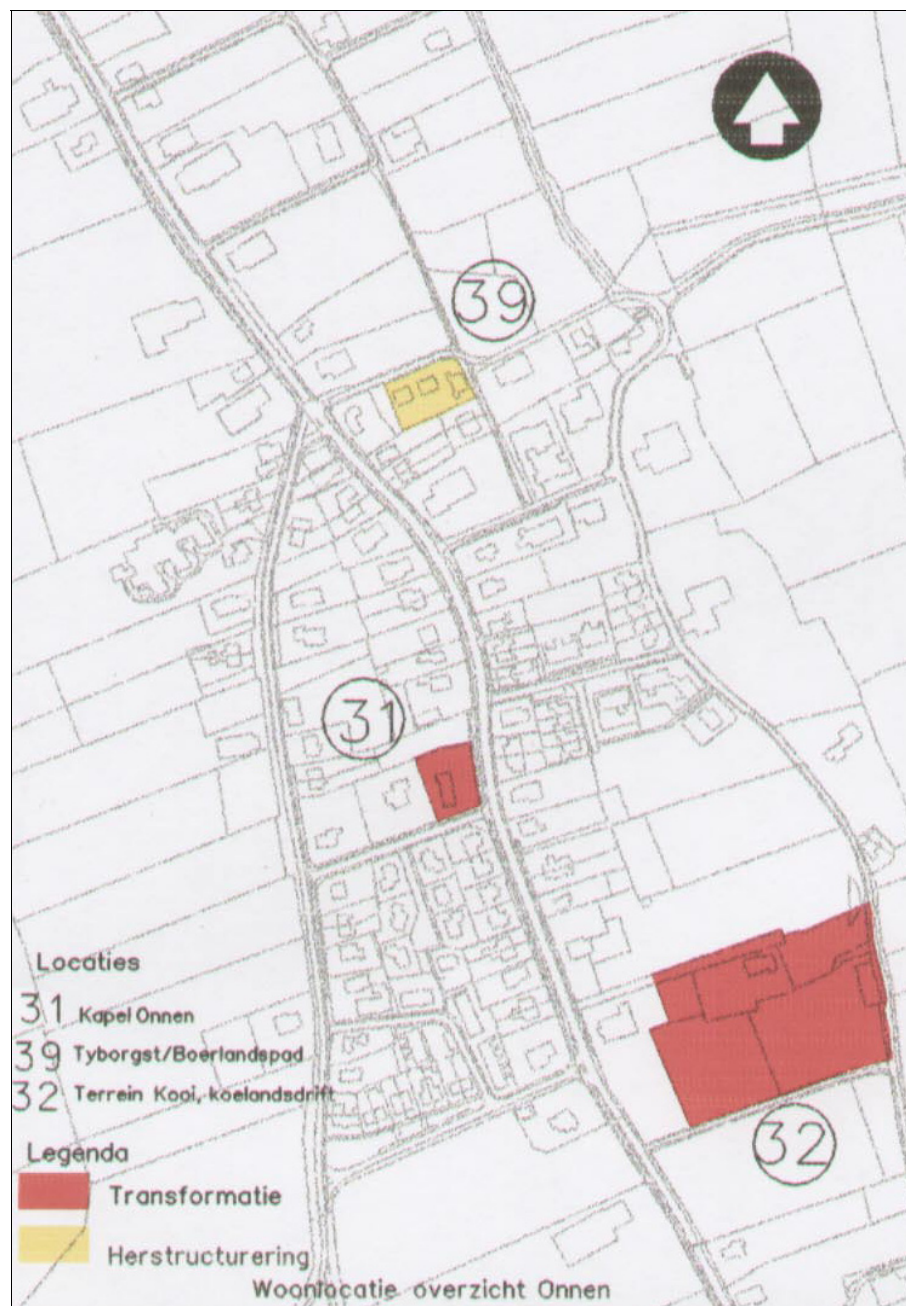 39
31
Locaties
31 Kapel Onnen
39 Tyborgst/Boerlandspad
32 Terrein Kooi, koelandsdrift
32
Legenda
Transformatie
Herstructurering
Woonlocatie overzicht Onnen